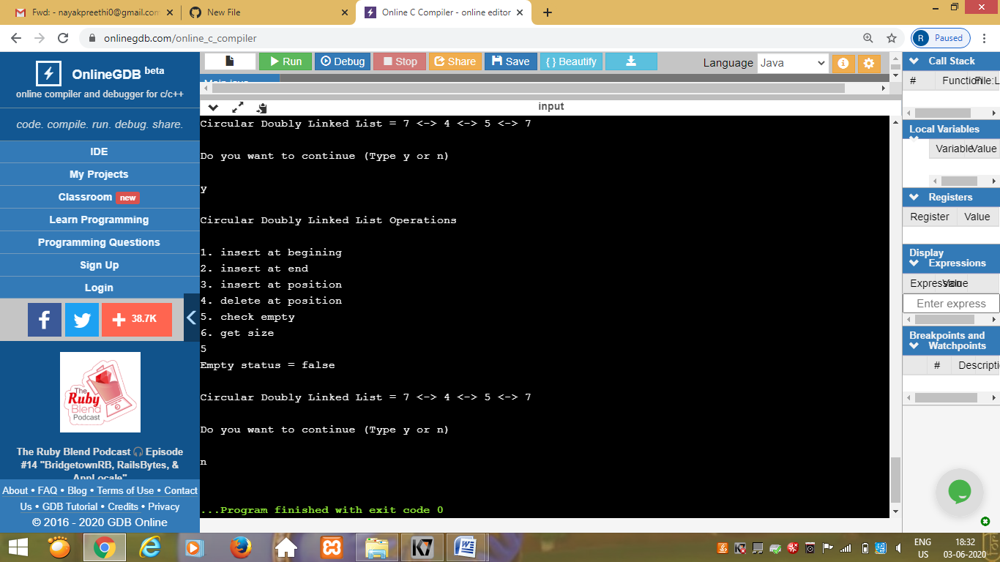 Fwd: - nayakpreethi0@gmail.com
New File
Online C Compiler - online editor
onlinegdb.com/online_c_compiler
R Paused
OnlineGDB beta
online compiler and debugger for c/c++
code. compile. run. debug. share.
IDE
My Projects
Classroom new
Learn Programming
Programming Questions
Sign Up
Login
38.7K
The
Ruby
Blend
Podcast
The Ruby Blend Podcast 🎧 Episode
#14 "BridgetownRB, RailsBytes, &
AppLocale"
About • FAQ • Blog • Terms of Use • Contact
Us • GDB Tutorial • Credits • Privacy
© 2016 - 2020 GDB Online
Run Debug Stop Share Save { } Beautify
Language Java
Main.java
input
Circular Doubly Linked List = 7 <-> 4 <-> 5 <-> 7
Do you want to continue (Type y or n)
y
Circular Doubly Linked List Operations
1. insert at begining
2. insert at end
3. insert at position
4. delete at position
5. check empty
6. get size
5
Empty status = false
Circular Doubly Linked List = 7 <-> 4 <-> 5 <-> 7
Do you want to continue (Type y or n)
n
...Program finished with exit code 0
Call Stack
# Function File:L
Local Variables
Variable Value
Registers
Register Value
Display
Expressions
Expression Value
Enter express
Breakpoints and
Watchpoints
# Descripti
ENG 18:32
US 03-06-2020